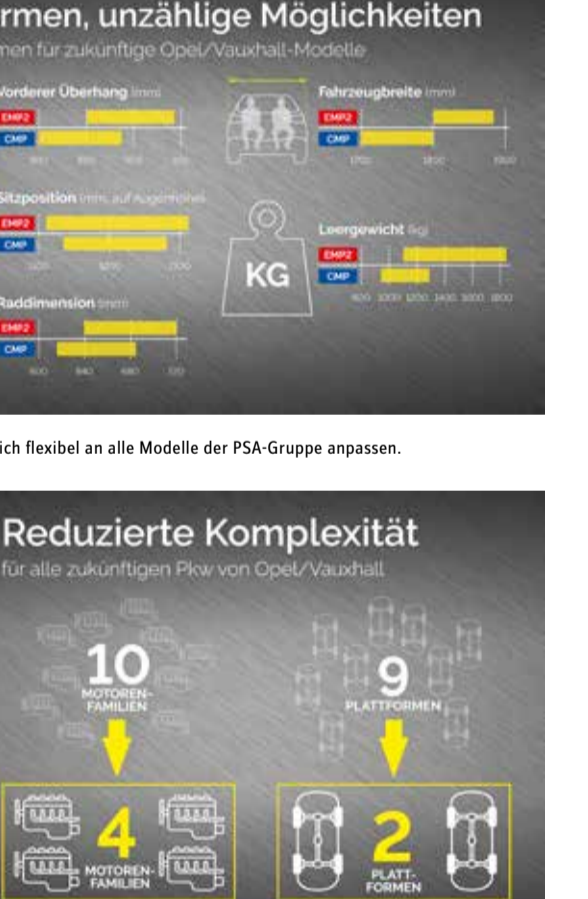 rmen, unzählige Möglichkeiten
men für zukünftige Opel/Vauxhall-Modelle
Vorderer Überhang (mm)
EMP2
CMP
Fahrzeugbreite (mm)
EMP2
CMP
1700 1800 1900
Sitzposition (mm, auf Augenhöhe)
EMP2
CMP
KG
Leergewicht (kg)
EMP2
CMP
800 1000 1200 1400 1600 1800
Raddimension (mm)
EMP2
CMP
600 640 680 720
ich flexibel an alle Modelle der PSA-Gruppe anpassen.
Reduzierte Komplexität
für alle zukünftigen Pkw von Opel/Vauxhall
10
MOTOREN-
FAMILIEN
9
PLATTFORMEN
4
MOTOREN-
FAMILIEN
2
PLATT-
FORMEN